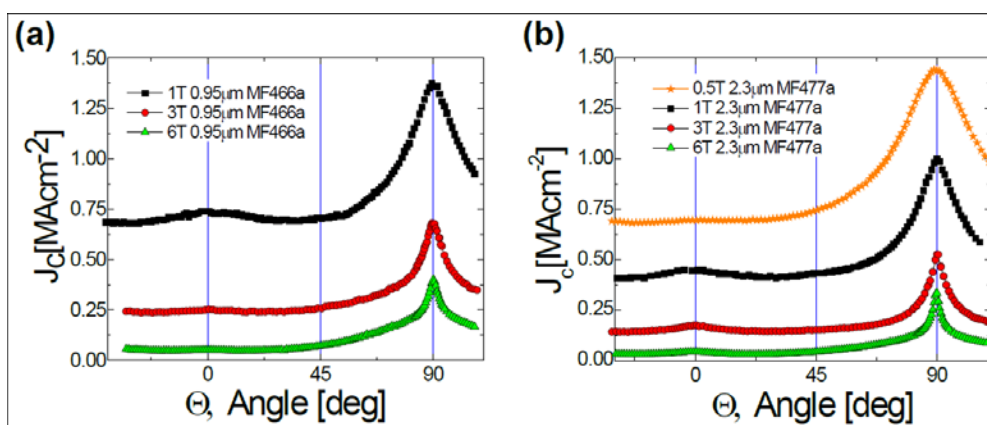 (a)
1.50
1.25
1.00
0.75
0.50
0.25
0.00
Jc[MAcm-2]
1T 0.95μm MF466a
3T 0.95μm MF466a
6T 0.95μm MF466a
0 45 90
Θ, Angle [deg]
(b)
1.50
1.25
1.00
0.75
0.50
0.25
0.00
Jc[MAcm-2]
0.5T 2.3μm MF477a
1T 2.3μm MF477a
3T 2.3μm MF477a
6T 2.3μm MF477a
0 45 90
Θ, Angle [deg]